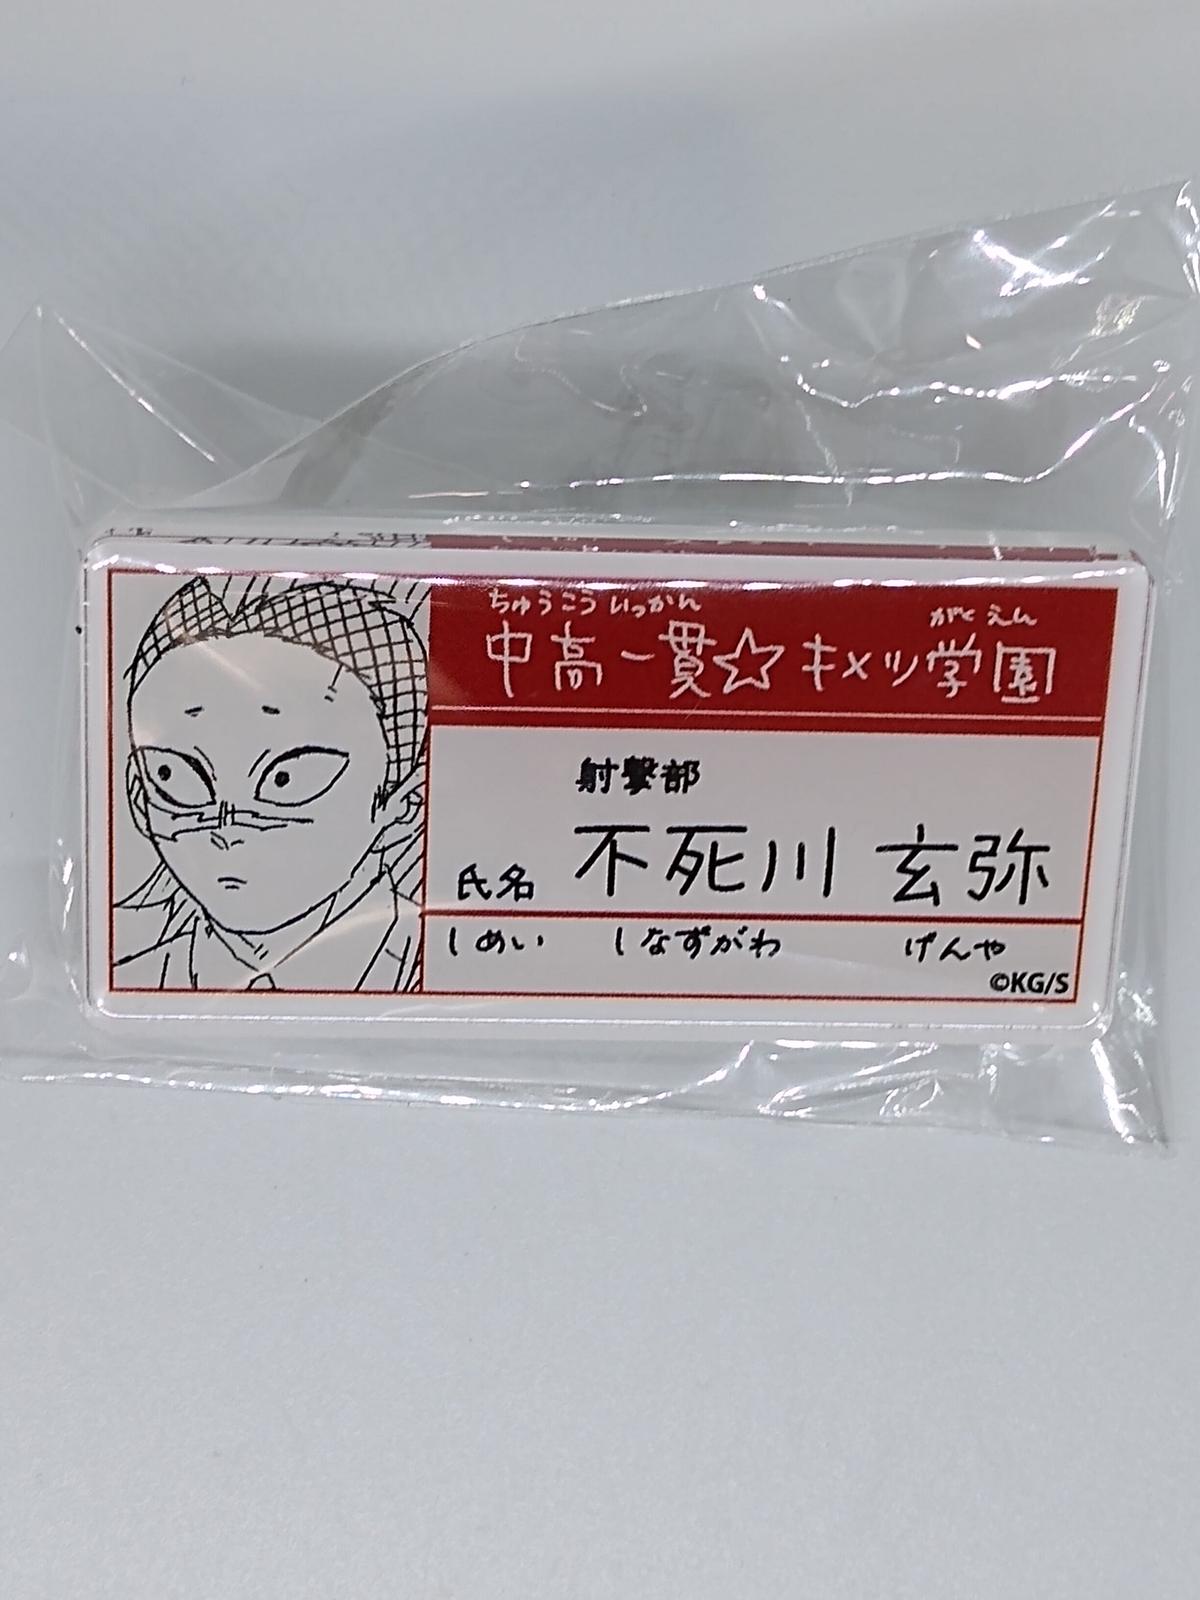 ちゅうこういっかん がくえん
中高一貫☆キメツ学園
射撃部
氏名 不死川 玄弥
しめい しなずがわ げんや
©KG/S